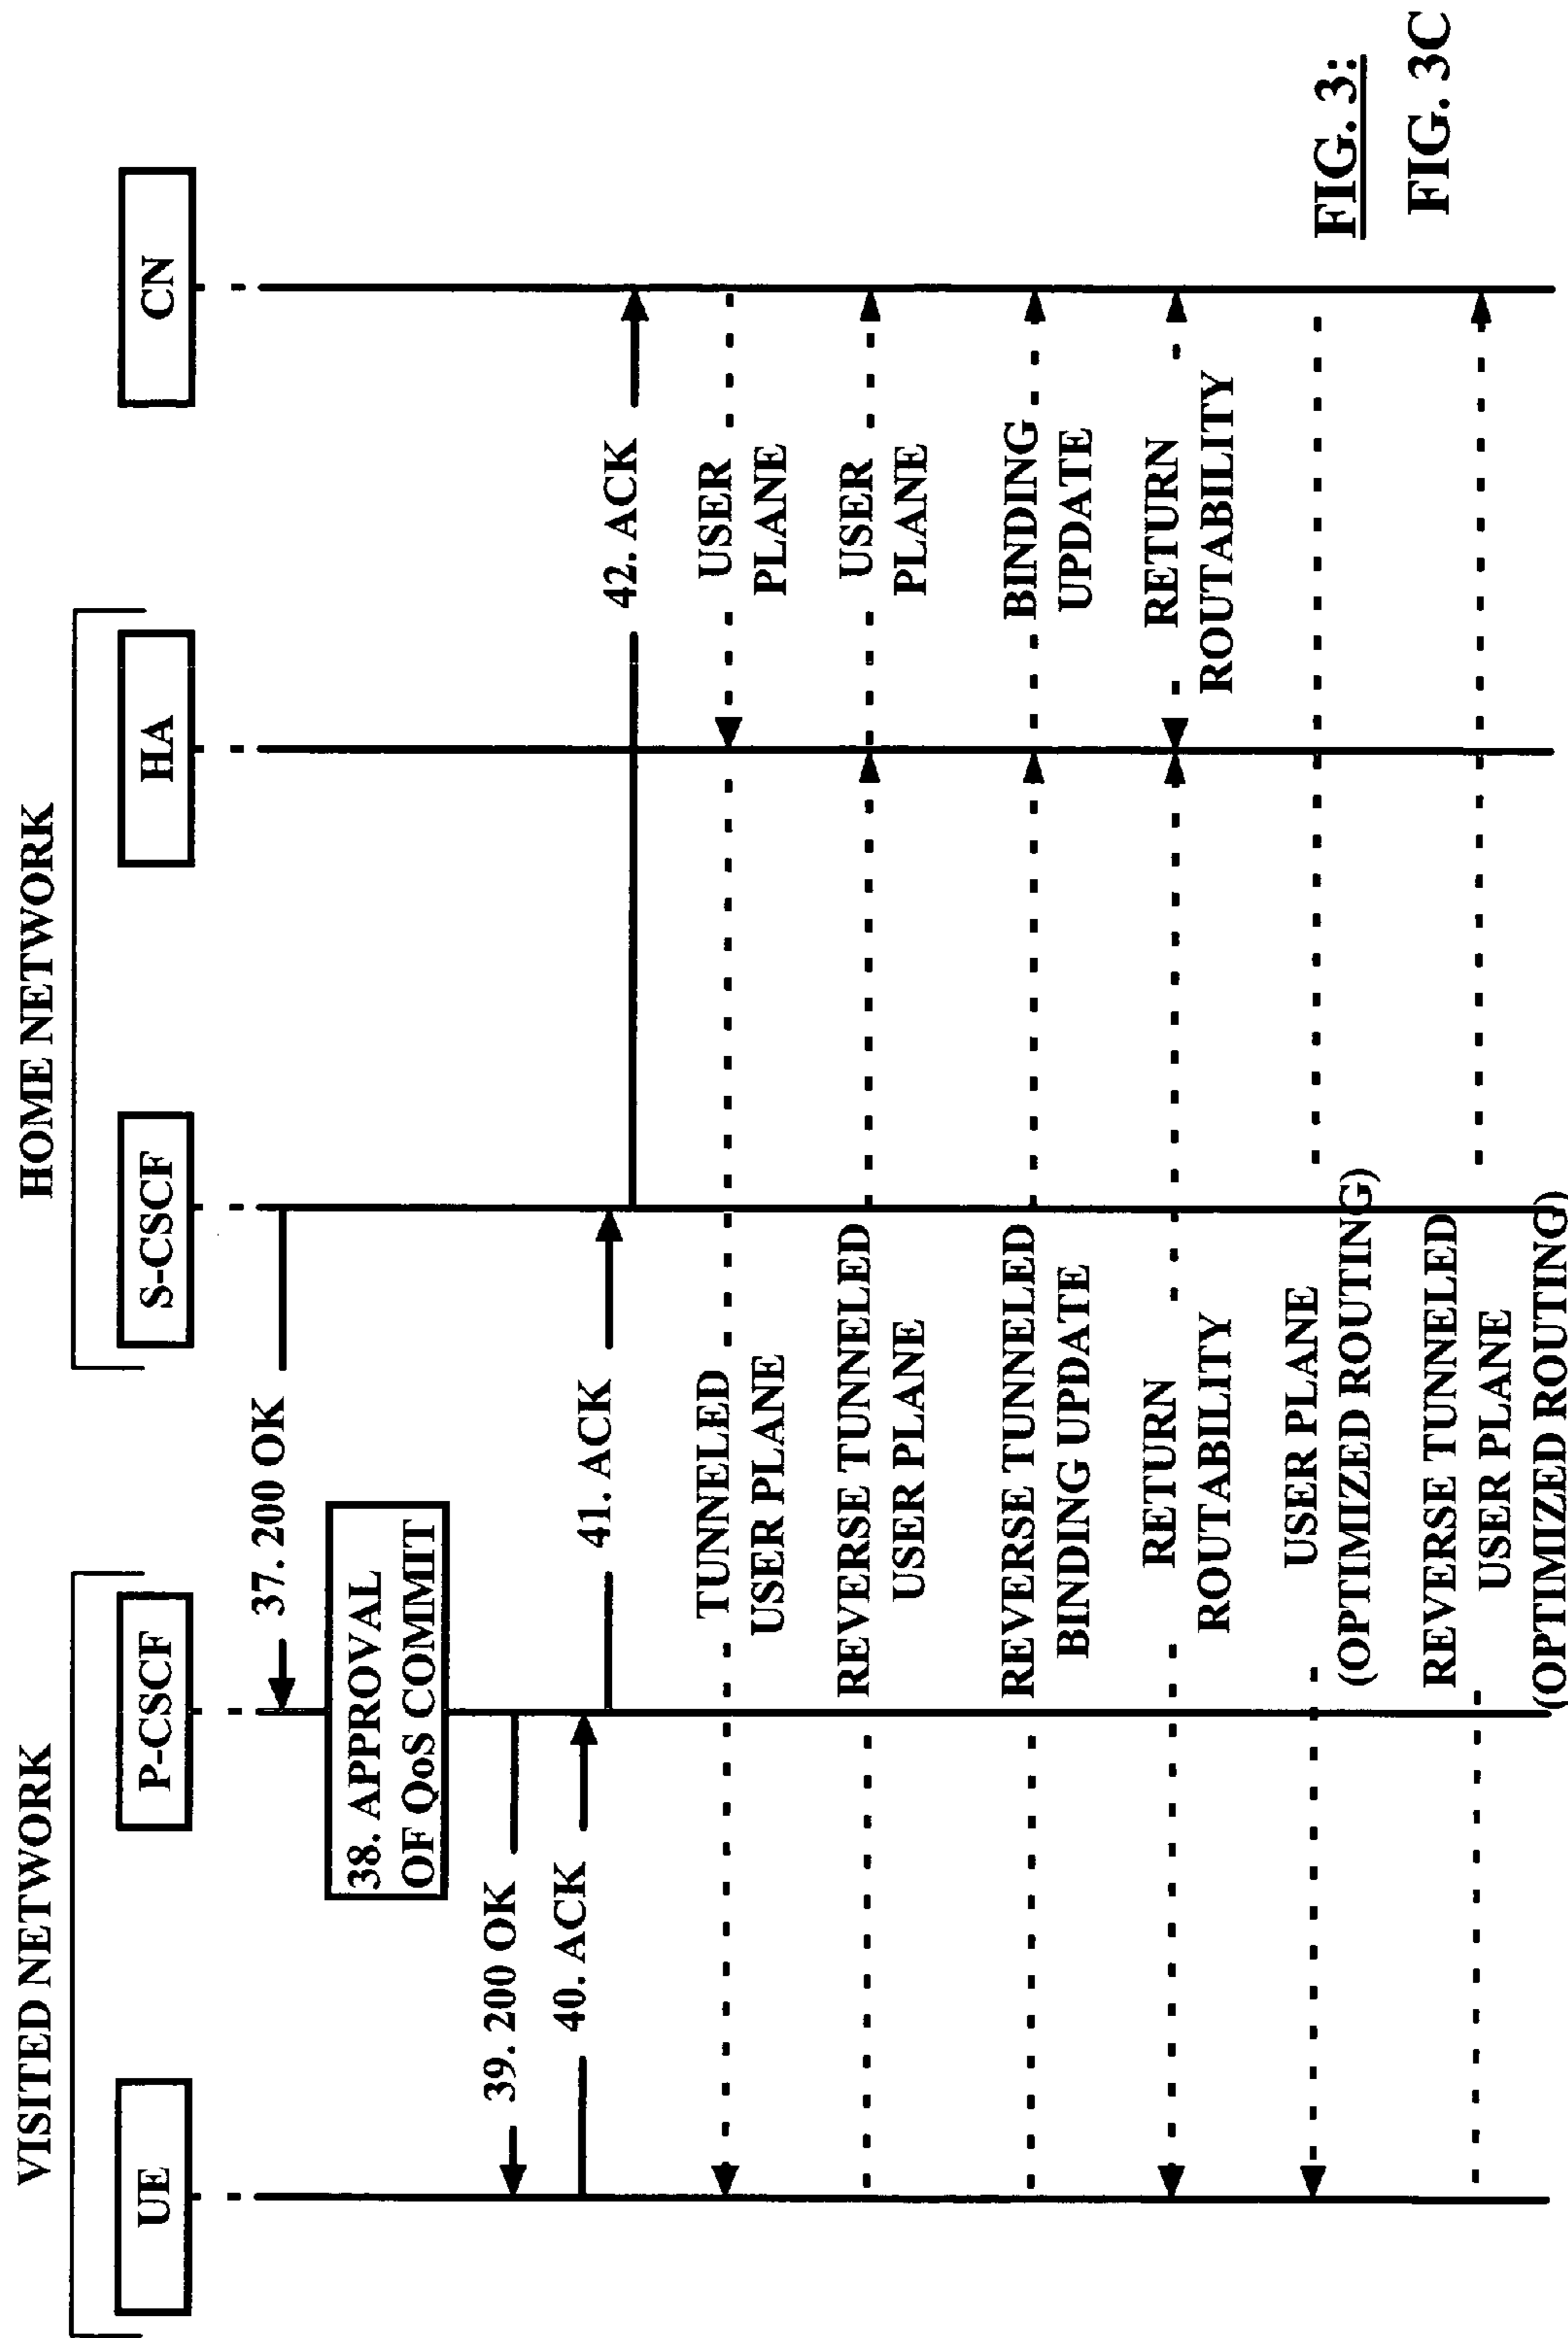 VISITED NETWORK
HOME NETWORK
UE
P-CSCF
S-CSCF
HA
CN
37. 200 OK
38. APPROVAL
OF QoS COMMIT
39. 200 OK
40. ACK
41. ACK
42. ACK
TUNNELED
USER PLANE
USER
PLANE
REVERSE TUNNELED
USER PLANE
USER
PLANE
REVERSE TUNNELED
BINDING UPDATE
BINDING
UPDATE
RETURN
ROUTABILITY
RETURN
ROUTABILITY
USER PLANE
(OPTIMIZED ROUTING)
REVERSE TUNNELED
USER PLANE
(OPTIMIZED ROUTING)
FIG. 3:
FIG. 3C